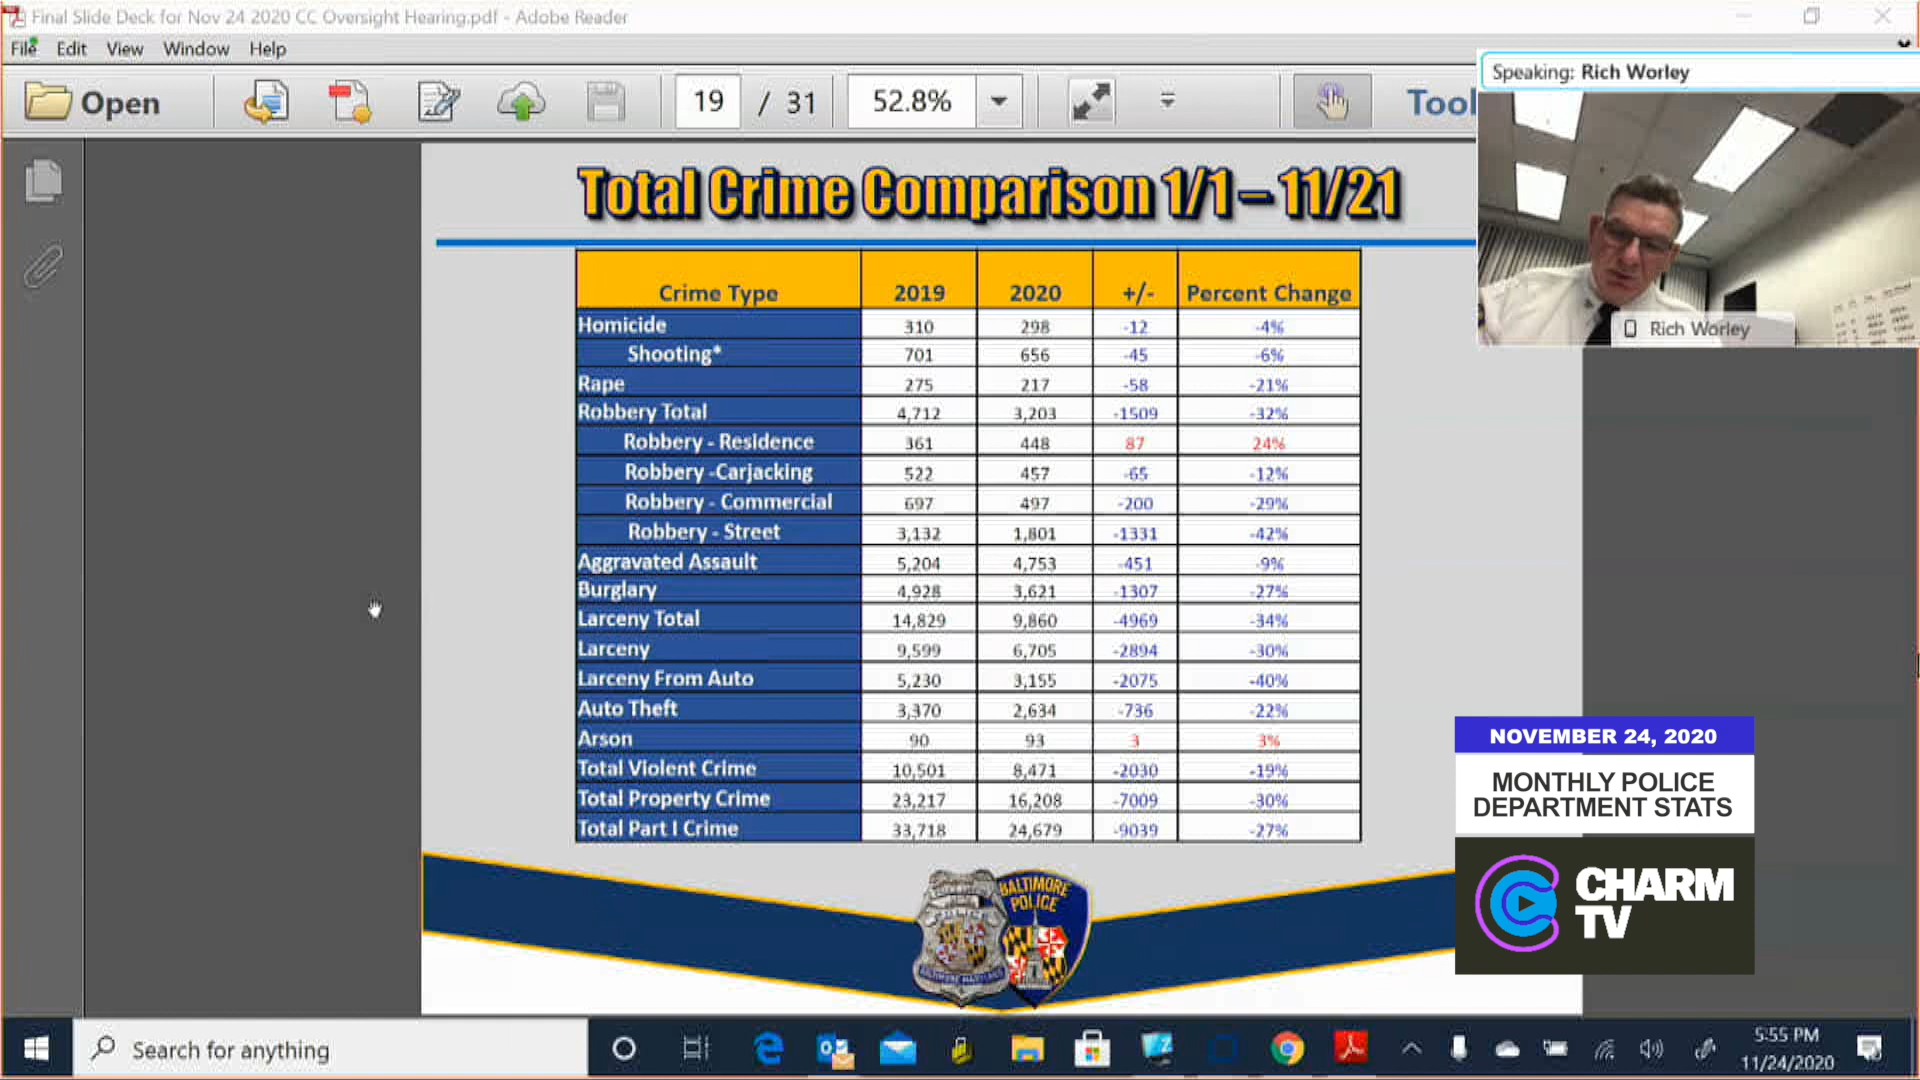 Final Slide Deck for Nov 24 2020 CC Oversight Hearing.pdf - Adobe Reader
File Edit View Window Help
Open 19 / 31 52.8% Tool
Speaking: Rich Worley
Rich Worley
Total Crime Comparison 1/1 – 11/21
Crime Type 2019 2020 +/- Percent Change
Homicide 310 298 -12 -4%
Shooting* 701 656 -45 -6%
Rape 275 217 -58 -21%
Robbery Total 4,712 3,203 -1509 -32%
Robbery - Residence 361 448 87 24%
Robbery -Carjacking 522 457 -65 -12%
Robbery - Commercial 697 497 -200 -29%
Robbery - Street 3,132 1,801 -1331 -42%
Aggravated Assault 5,204 4,753 -451 -9%
Burglary 4,928 3,621 -1307 -27%
Larceny Total 14,829 9,860 -4969 -34%
Larceny 9,599 6,705 -2894 -30%
Larceny From Auto 5,230 3,155 -2075 -40%
Auto Theft 3,370 2,634 -736 -22%
Arson 90 93 3 3%
Total Violent Crime 10,501 8,471 -2030 -19%
Total Property Crime 23,217 16,208 -7009 -30%
Total Part I Crime 33,718 24,679 -9039 -27%
NOVEMBER 24, 2020
MONTHLY POLICE
DEPARTMENT STATS
CHARM
TV
BALTIMORE
POLICE
Search for anything
5:55 PM
11/24/2020